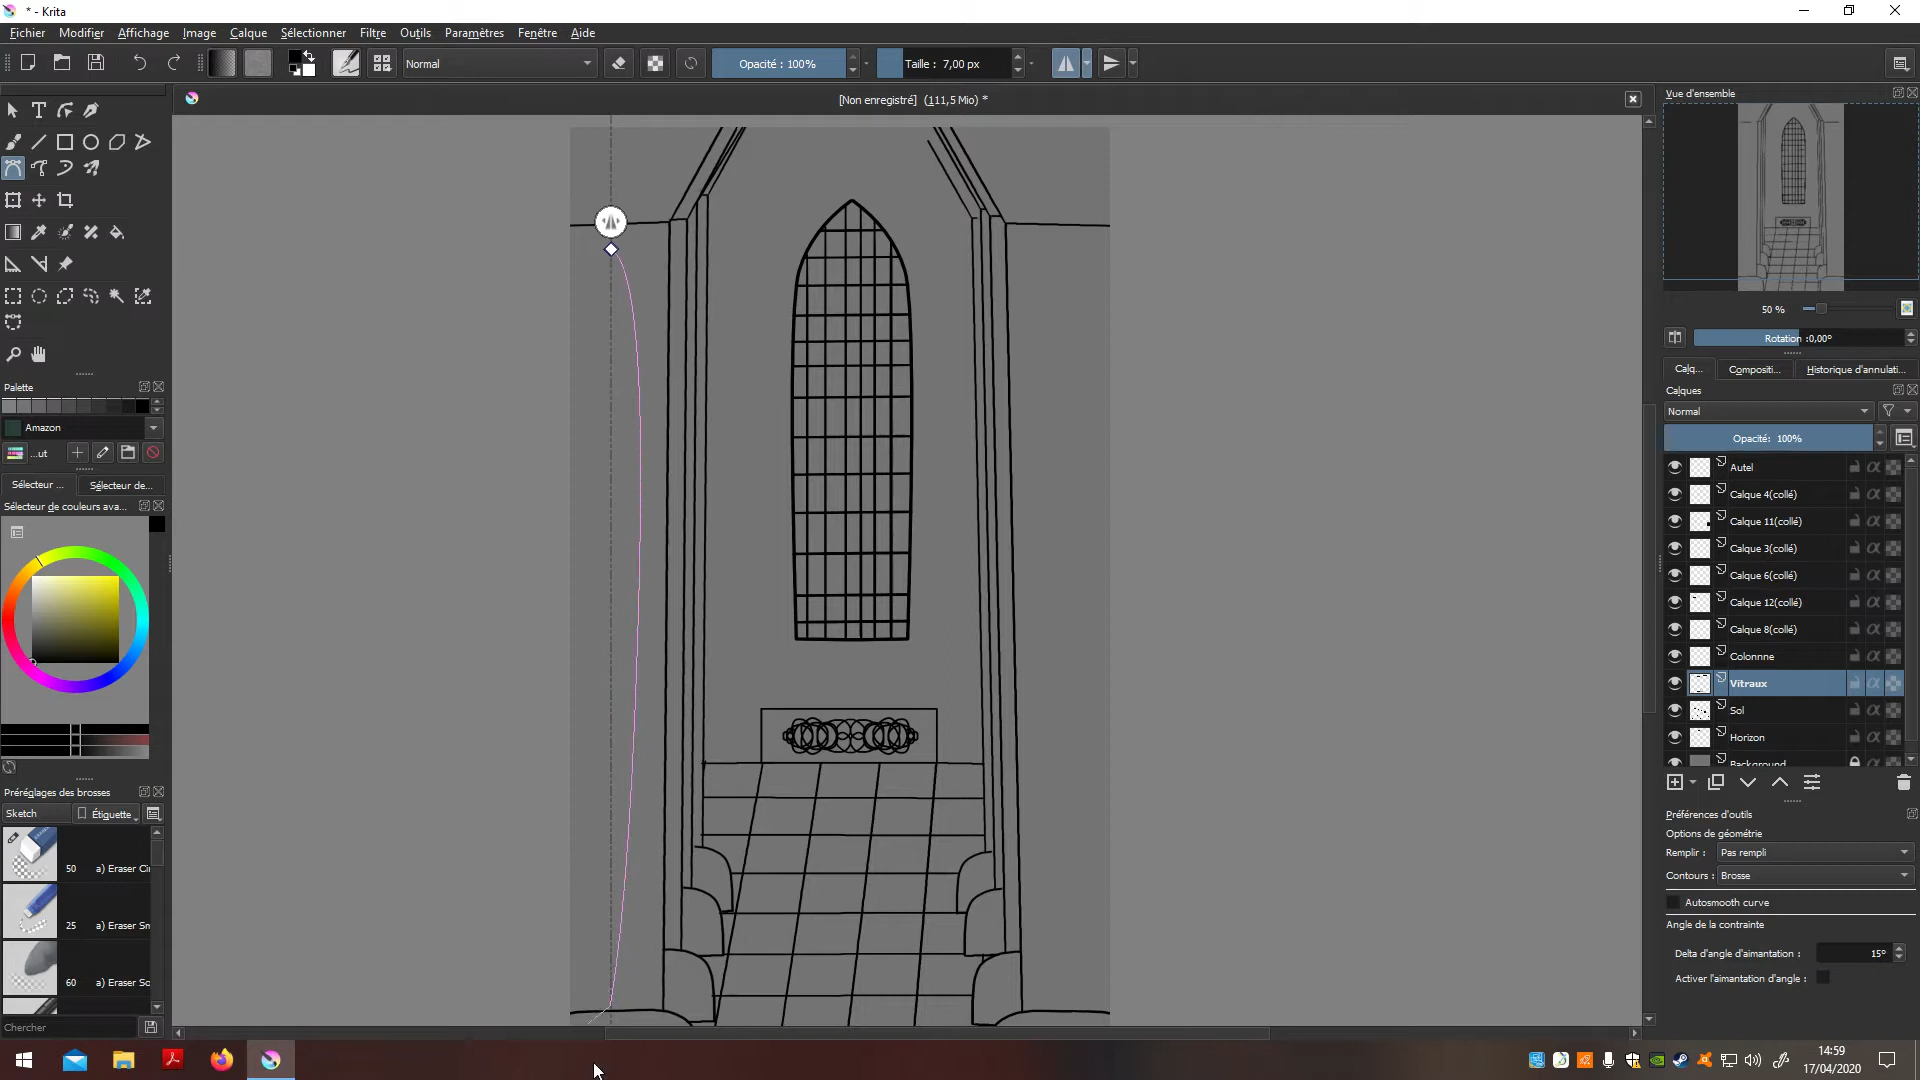 * - Krita
Fichier Modifier Affichage Image Calque Sélectionner Filtre Outils Paramètres Fenêtre Aide
Normal Opacité : 100% Taille : 7,00 px
[Non enregistré] (111,5 Mio) *
Vue d'ensemble
50 %
Rotation :0,00°
Calq... Compositi... Historique d'annulati...
Palette
Calques
Normal
Amazon
Opacité: 100%
...ut
Autel
Sélecteur ... Sélecteur de...
Calque 4(collé)
Sélecteur de couleurs ava...
Calque 11(collé)
Calque 3(collé)
Calque 6(collé)
Calque 12(collé)
Calque 8(collé)
Colonnne
Vitraux
Sol
Horizon
Background
Préréglages des brosses
Sketch Étiquette
Préférences d'outils
Options de géométrie
Remplir : Pas rempli
50 a) Eraser Cir
Contours : Brosse
Autosmooth curve
25 a) Eraser Sm
Angle de la contrainte
Delta d'angle d'aimantation : 15°
60 a) Eraser So
Activer l'aimantation d'angle :
Chercher
14:59
17/04/2020